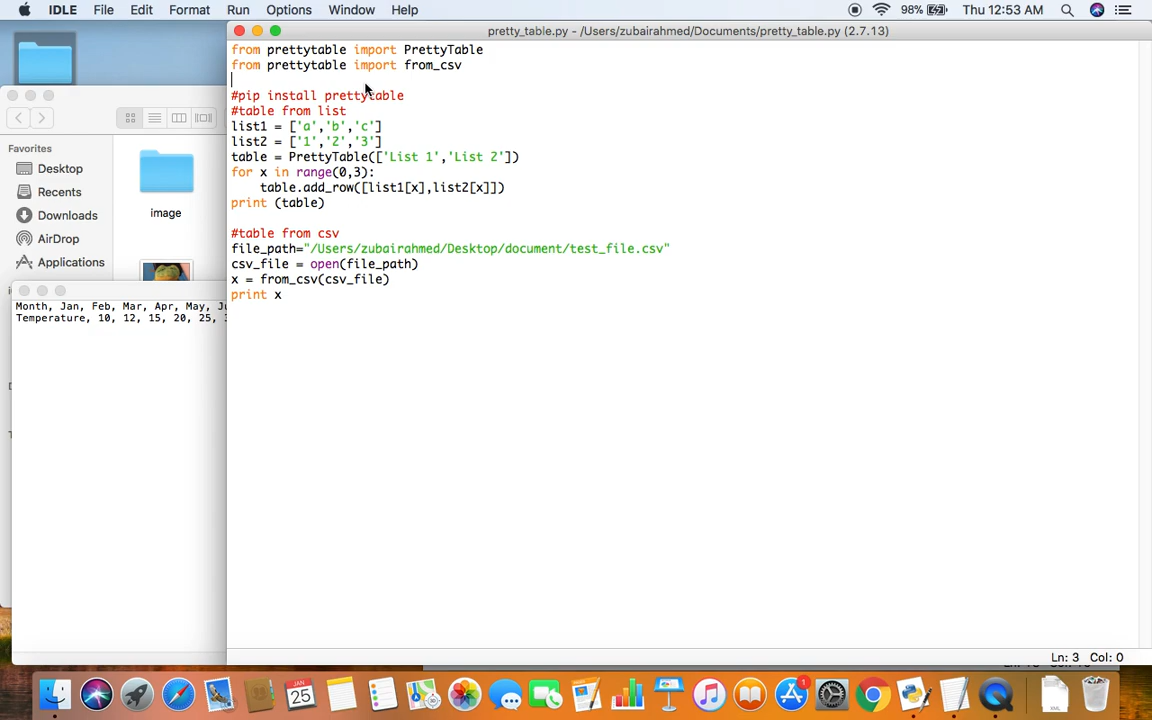 IDLE File Edit Format Run Options Window Help 98% Thu 12:53 AM
pretty_table.py - /Users/zubairahmed/Documents/pretty_table.py (2.7.13)
from prettytable import PrettyTable
from prettytable import from_csv
#pip install prettytable
#table from list
list1 = ['a','b','c']
list2 = ['1','2','3']
table = PrettyTable(['List 1','List 2'])
for x in range(0,3):
    table.add_row([list1[x],list2[x]])
print (table)
#table from csv
file_path="/Users/zubairahmed/Desktop/document/test_file.csv"
csv_file = open(file_path)
x = from_csv(csv_file)
print x
Ln: 3 Col: 0
Favorites
Desktop
Recents
Downloads
AirDrop
Applications
image
Month, Jan, Feb, Mar, Apr, May,
Temperature, 10, 12, 15, 20, 25,
JAN
25
1